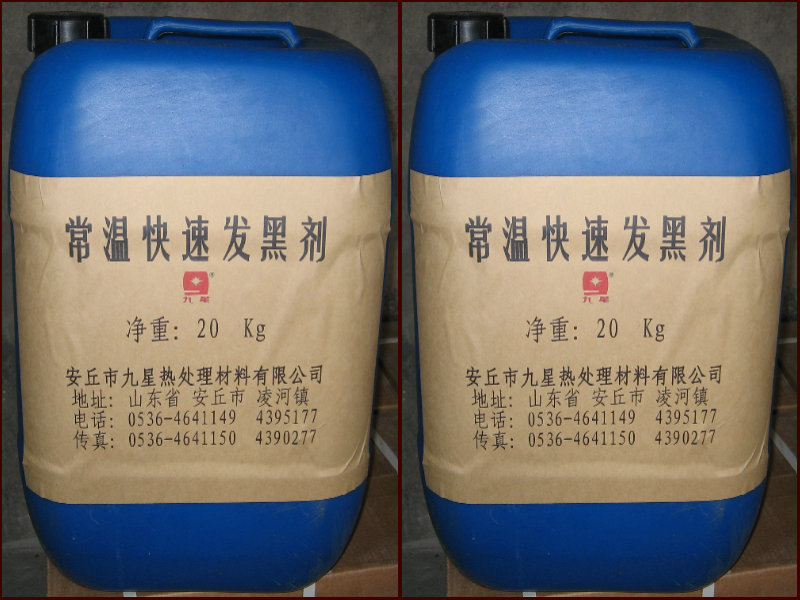 常温快速发黑剂
九星
净重: 20 Kg
安丘市九星热处理材料有限公司
地址: 山东省 安丘市 凌河镇
电话: 0536-4641149 4395177
传真: 0536-4641150 4390277
常温快速发黑剂
九星
净重: 20 Kg
安丘市九星热处理材料有限公司
地址: 山东省 安丘市 凌河镇
电话: 0536-4641149 4395177
传真: 0536-4641150 4390277